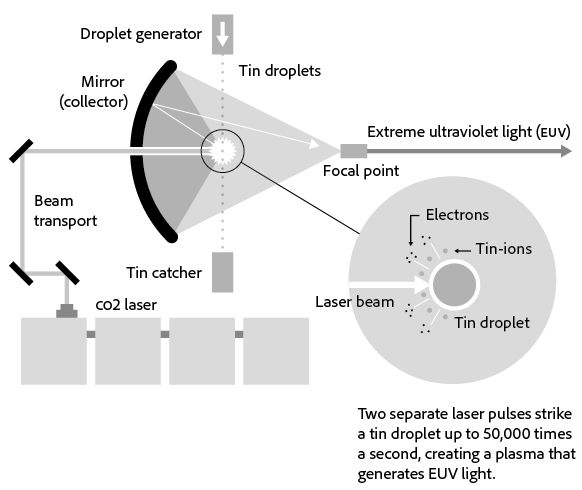 Droplet generator
Tin droplets
Mirror
(collector)
Extreme ultraviolet light (EUV)
Focal point
Beam
transport
Electrons
Tin-ions
Tin catcher
CO2 laser
Laser beam
Tin droplet
Two separate laser pulses strike
a tin droplet up to 50,000 times
a second, creating a plasma that
generates EUV light.